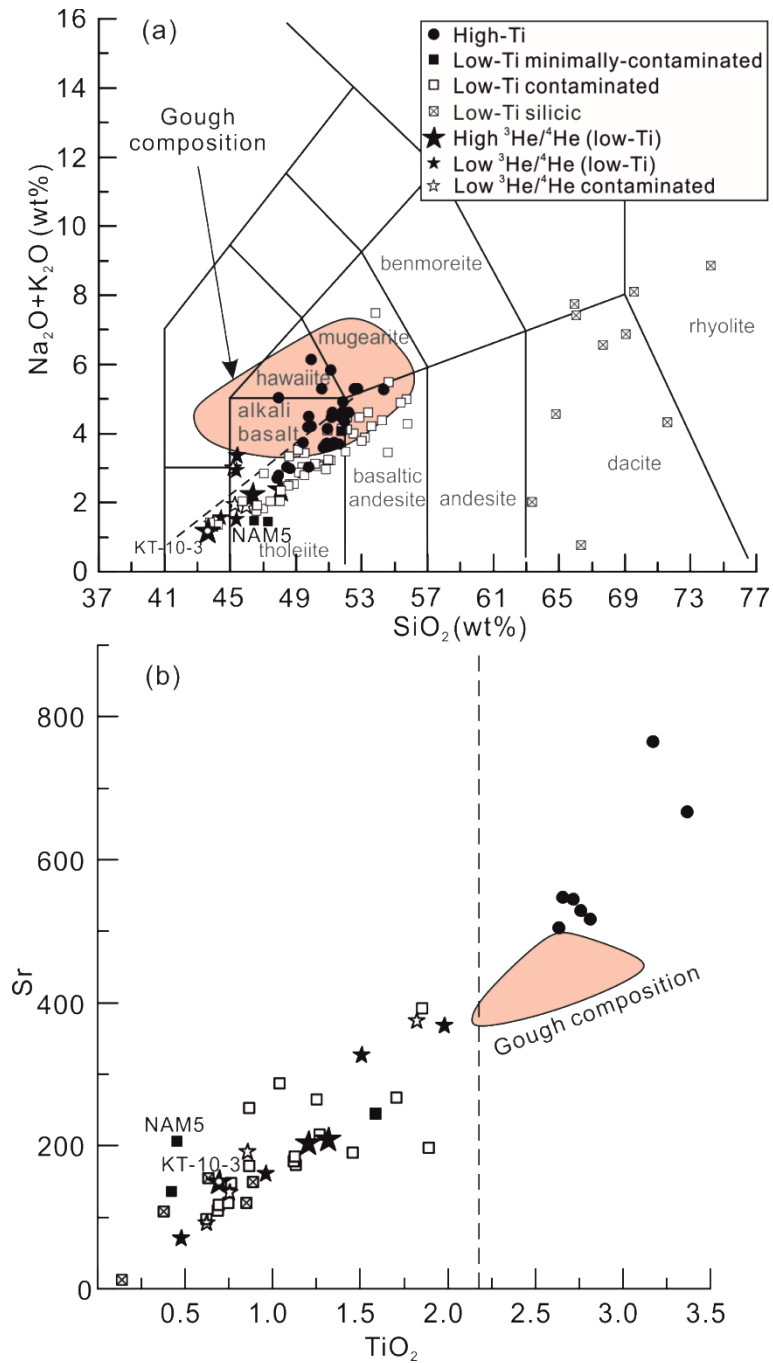 (a)
High-Ti
Low-Ti minimally-contaminated
Low-Ti contaminated
Low-Ti silicic
High ³He/⁴He (low-Ti)
Low ³He/⁴He (low-Ti)
Low ³He/⁴He contaminated
Gough
composition
16
14
12
10
8
6
4
2
0
Na₂O+K₂O (wt%)
benmoreite
mugearite
hawaiite
alkali
basalt
rhyolite
dacite
basaltic
andesite
andesite
KT-10-3
NAM5
tholeiite
37
41
45
49
53
57
61
65
69
73
77
SiO₂ (wt%)
(b)
800
600
400
200
0
Sr
Gough composition
NAM5
KT-10-3
0.5
1.0
1.5
2.0
2.5
3.0
3.5
TiO₂